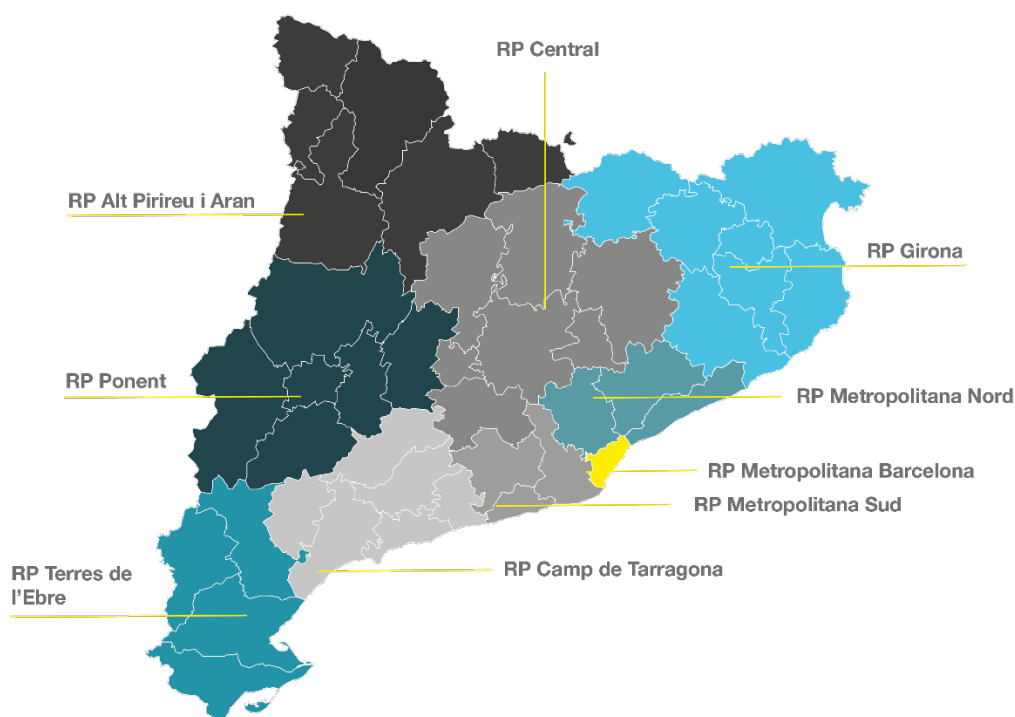 RP Central
RP Alt Pirireu i Aran
RP Girona
RP Ponent
RP Metropolitana Nord
RP Metropolitana Barcelona
RP Metropolitana Sud
RP Terres de
l'Ebre
RP Camp de Tarragona